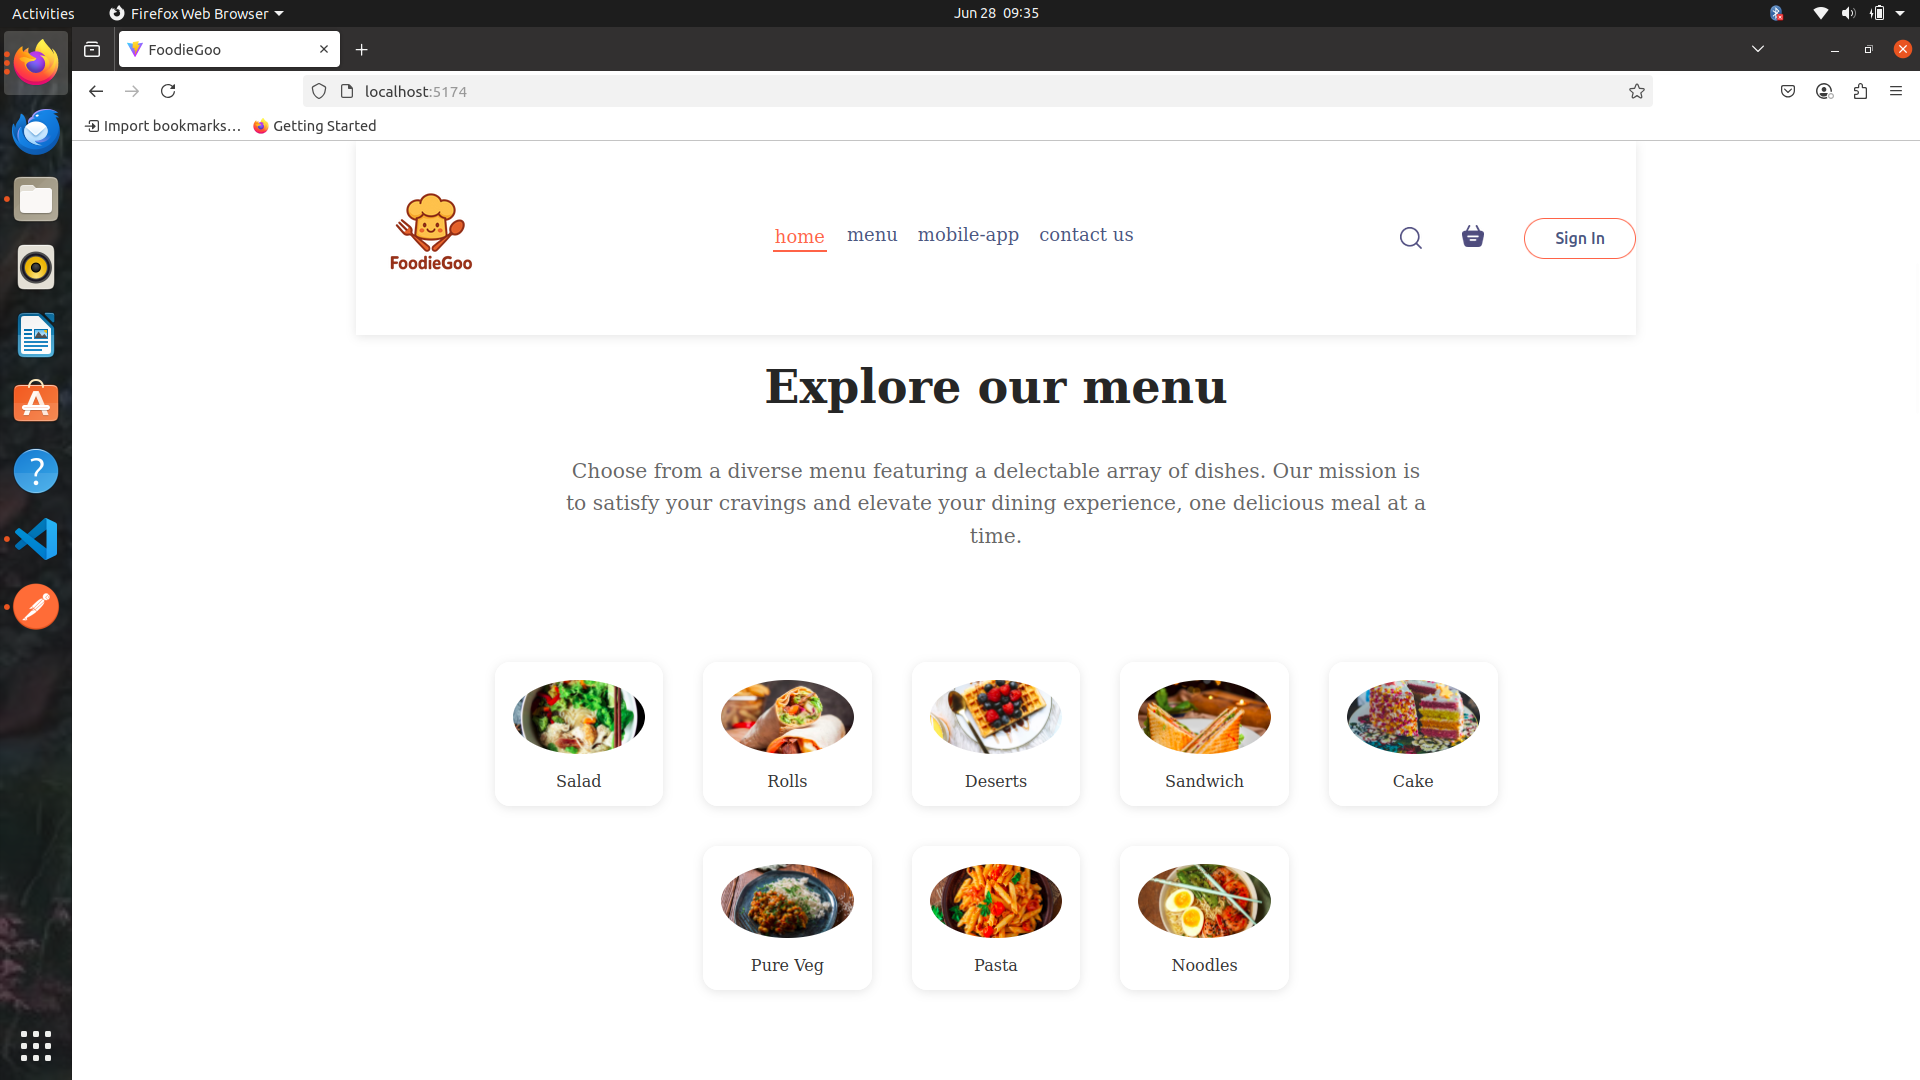 Activities
Firefox Web Browser
Jun 28 09:35
FoodieGoo
localhost:5174
Import bookmarks...
Getting Started
FoodieGoo
home
menu
mobile-app
contact us
Sign In
Explore our menu
Choose from a diverse menu featuring a delectable array of dishes. Our mission is
to satisfy your cravings and elevate your dining experience, one delicious meal at a
time.
Salad
Rolls
Deserts
Sandwich
Cake
Pure Veg
Pasta
Noodles